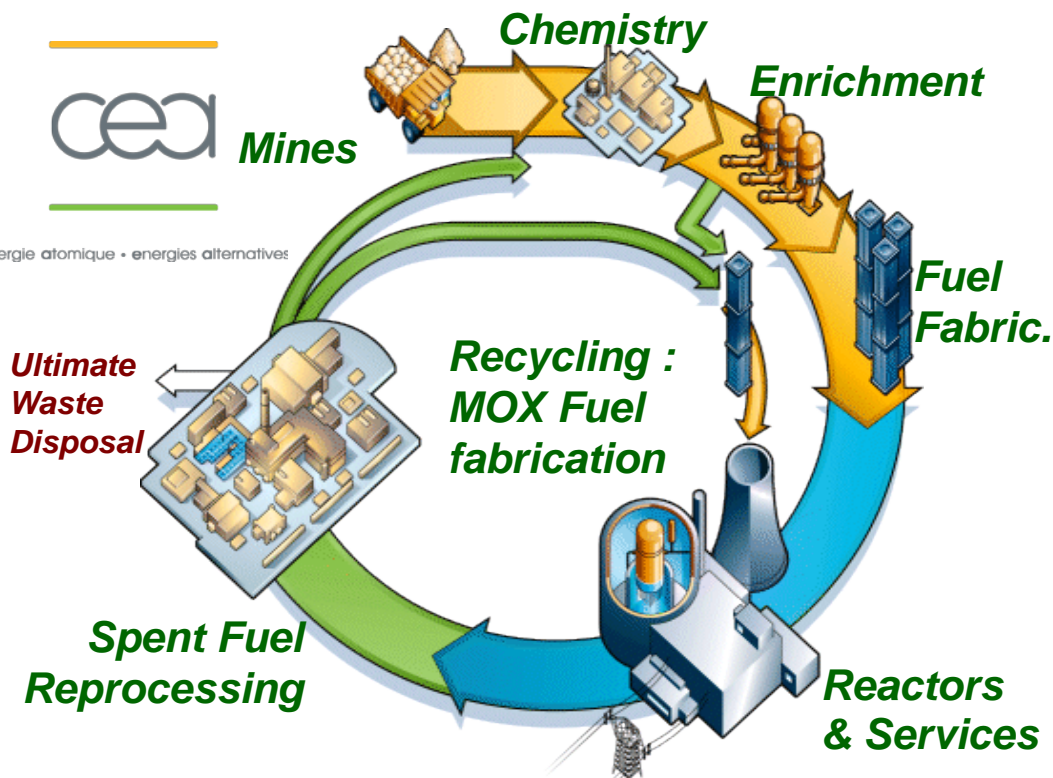 Chemistry
Enrichment
cea
Mines
ergie atomique • energies alternatives
Fuel
Fabric.
Ultimate
Waste
Disposal
Recycling :
MOX Fuel
fabrication
Spent Fuel
Reprocessing
Reactors
& Services